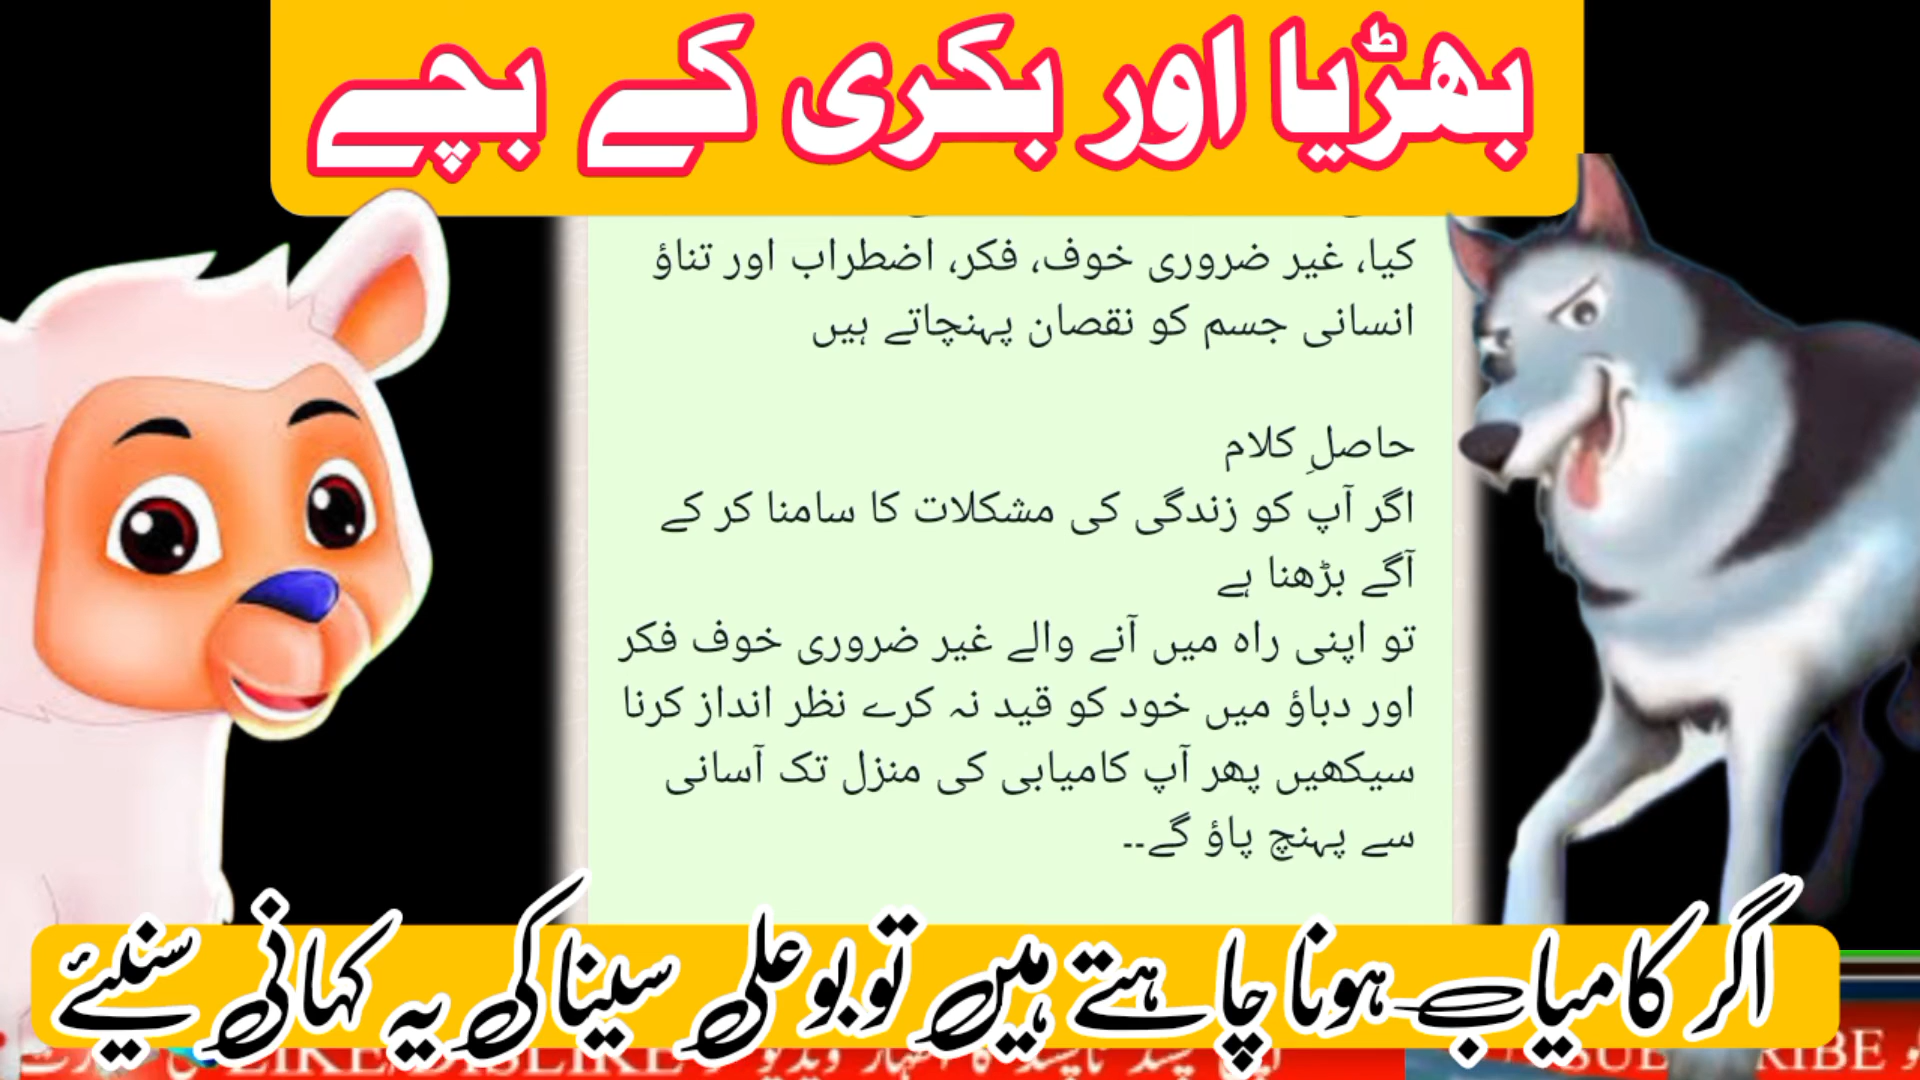 بھڑیا اور بکری کے بچے
کیا، غیر ضروری خوف، فکر، اضطراب اور تناؤ
انسانی جسم کو نقصان پہنچاتے ہیں
حاصلِ کلام
اگر آپ کو زندگی کی مشکلات کا سامنا کر کے
آگے بڑھنا ہے
تو اپنی راہ میں آنے والے غیر ضروری خوف فکر
اور دباؤ میں خود کو قید نہ کرے نظر انداز کرنا
سیکھیں پھر آپ کامیابی کی منزل تک آسانی
سے پہنچ پاؤ گے۔۔
اگر کامیاب ہونا چاہتے ہیں تو بو علی سینا کی یہ کہانی سنیئے
LIKE/DISLIKE